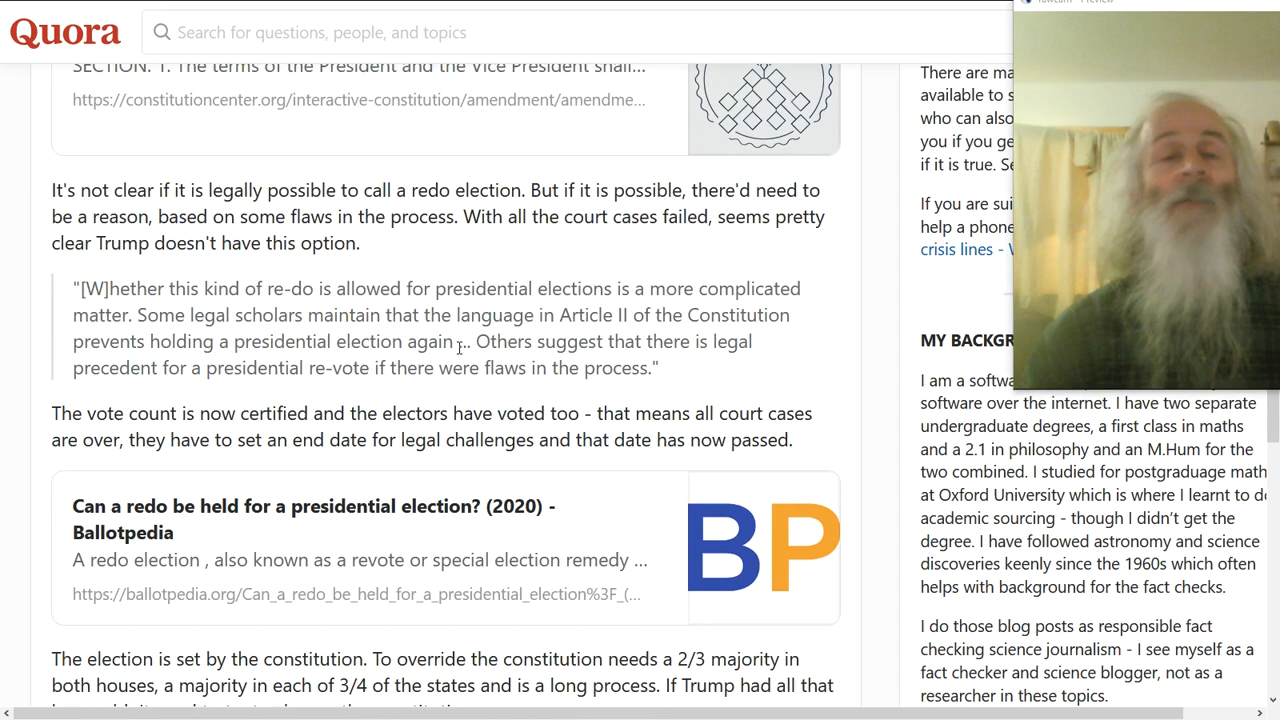 Yawcam - Preview
Quora
Search for questions, people, and topics
SECTION. 1. The terms of the President and the Vice President shall...
https://constitutioncenter.org/interactive-constitution/amendment/amendme...
It's not clear if it is legally possible to call a redo election. But if it is possible, there'd need to
be a reason, based on some flaws in the process. With all the court cases failed, seems pretty
clear Trump doesn't have this option.
"[W]hether this kind of re-do is allowed for presidential elections is a more complicated
matter. Some legal scholars maintain that the language in Article II of the Constitution
prevents holding a presidential election again ... Others suggest that there is legal
precedent for a presidential re-vote if there were flaws in the process."
The vote count is now certified and the electors have voted too - that means all court cases
are over, they have to set an end date for legal challenges and that date has now passed.
Can a redo be held for a presidential election? (2020) -
Ballotpedia
A redo election , also known as a revote or special election remedy ...
https://ballotpedia.org/Can_a_redo_be_held_for_a_presidential_election%3F_(...
BP
The election is set by the constitution. To override the constitution needs a 2/3 majority in
both houses, a majority in each of 3/4 of the states and is a long process. If Trump had all that
There are ma
available to s
who can also
you if you ge
if it is true. Se
If you are sui
help a phone
crisis lines - W
MY BACKGR
I am a softwa
software over the internet. I have two separate
undergraduate degrees, a first class in maths
and a 2.1 in philosophy and an M.Hum for the
two combined. I studied for postgraduate math
at Oxford University which is where I learnt to do
academic sourcing - though I didn't get the
degree. I have followed astronomy and science
discoveries keenly since the 1960s which often
helps with background for the fact checks.
I do those blog posts as responsible fact
checking science journalism - I see myself as a
fact checker and science blogger, not as a
researcher in these topics.